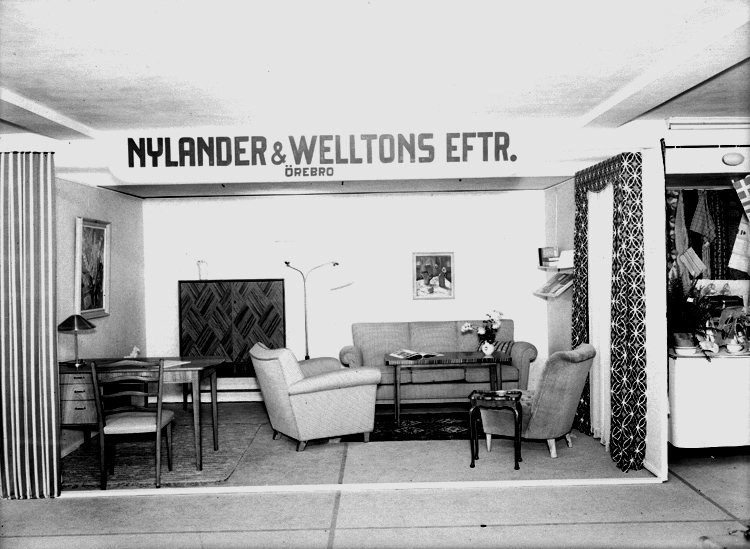 NYLANDER & WELLTONS EFTR.
ÖREBRO